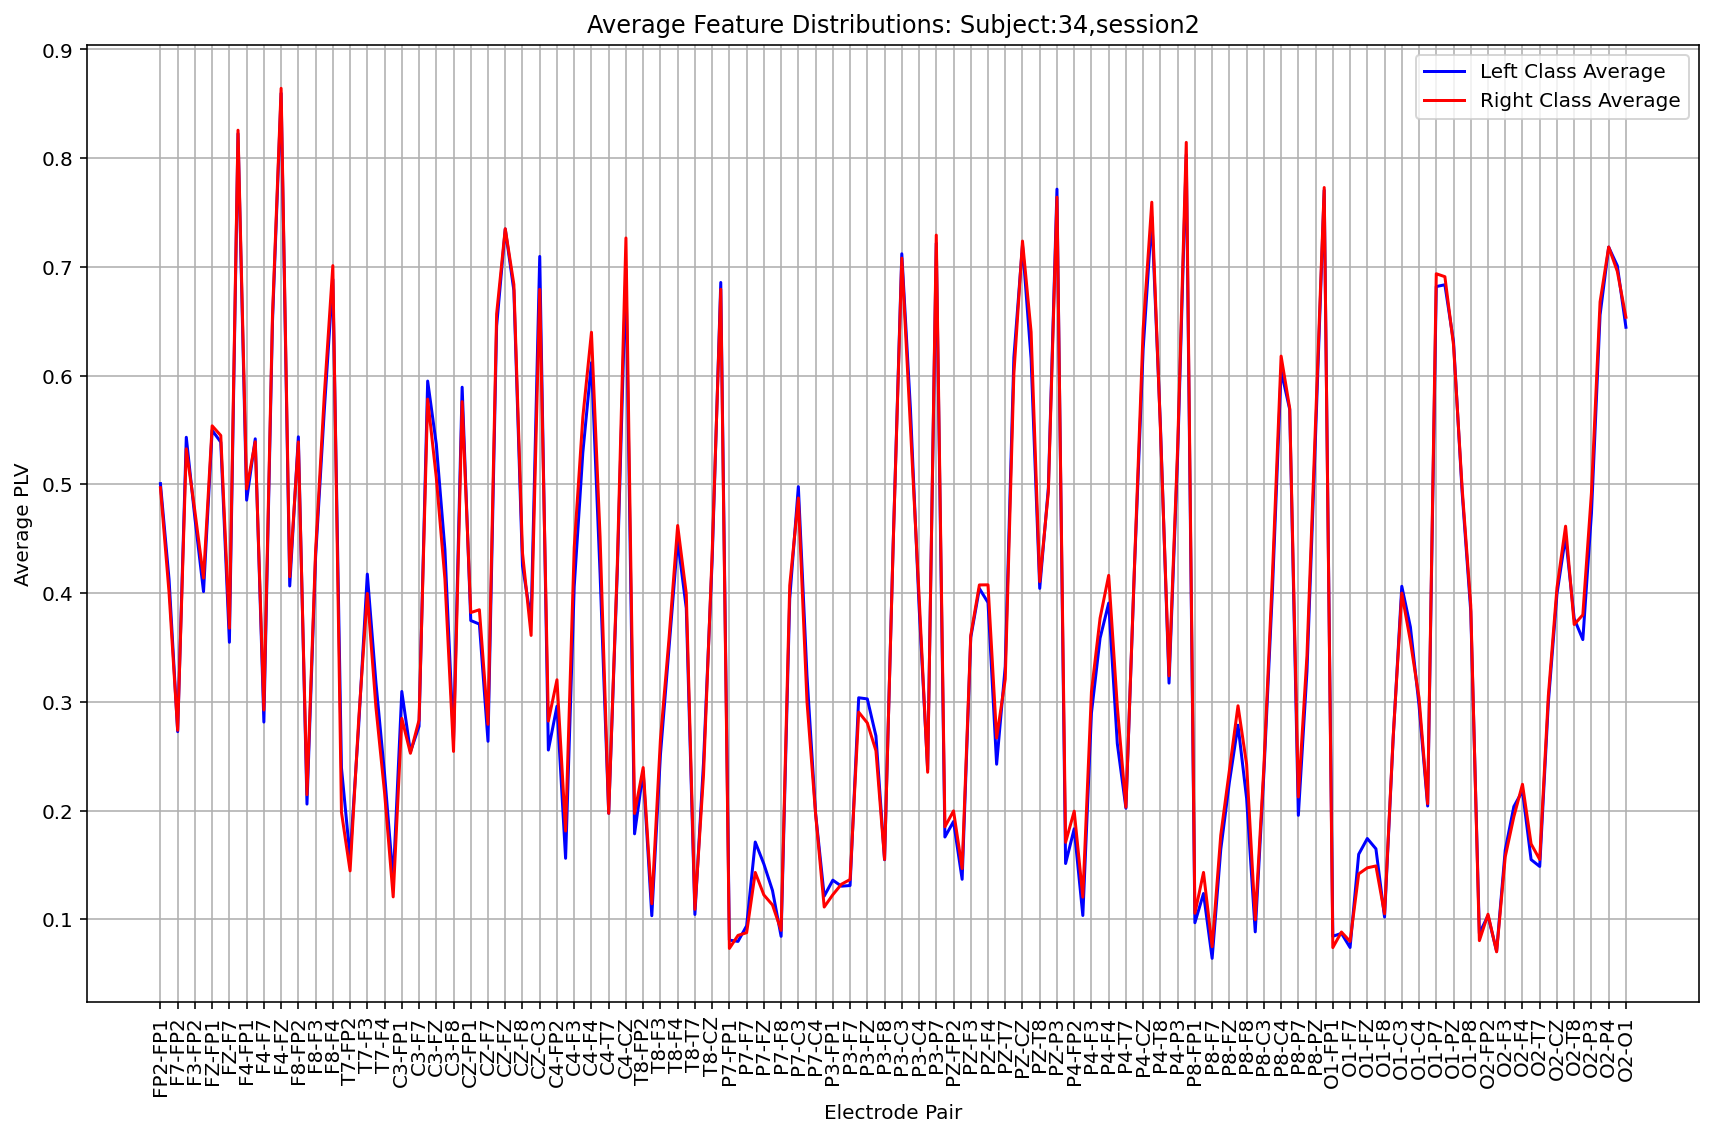 Average Feature Distributions: Subject:34,session2
Left Class Average
Right Class Average
Average PLV
0.9
0.8
0.7
0.6
0.5
0.4
0.3
0.2
0.1
FP2-FP1
F7-FP2
F3-FP2
FZ-FP1
FZ-F7
F4-FP1
F4-F7
F4-FZ
F8-FP2
F8-F3
F8-F4
T7-FP2
T7-F3
T7-F4
C3-FP1
C3-F7
C3-FZ
C3-F8
CZ-FP1
CZ-F7
CZ-FZ
CZ-F8
CZ-C3
C4-FP2
C4-F3
C4-F4
C4-T7
C4-CZ
T8-FP2
T8-F3
T8-F4
T8-T7
T8-CZ
P7-FP1
P7-F7
P7-FZ
P7-F8
P7-C3
P7-C4
P3-FP1
P3-F7
P3-FZ
P3-F8
P3-C3
P3-C4
P3-P7
PZ-FP2
PZ-F3
PZ-F4
PZ-T7
PZ-CZ
PZ-T8
PZ-P3
P4-FP2
P4-F3
P4-F4
P4-T7
P4-CZ
P4-T8
P4-P3
P8-FP1
P8-F7
P8-FZ
P8-F8
P8-C3
P8-C4
P8-P7
P8-PZ
O1-FP1
O1-F7
O1-FZ
O1-F8
O1-C3
O1-C4
O1-P7
O1-PZ
O1-P8
O2-FP2
O2-F3
O2-F4
O2-T7
O2-CZ
O2-T8
O2-P3
O2-P4
O2-O1
Electrode Pair